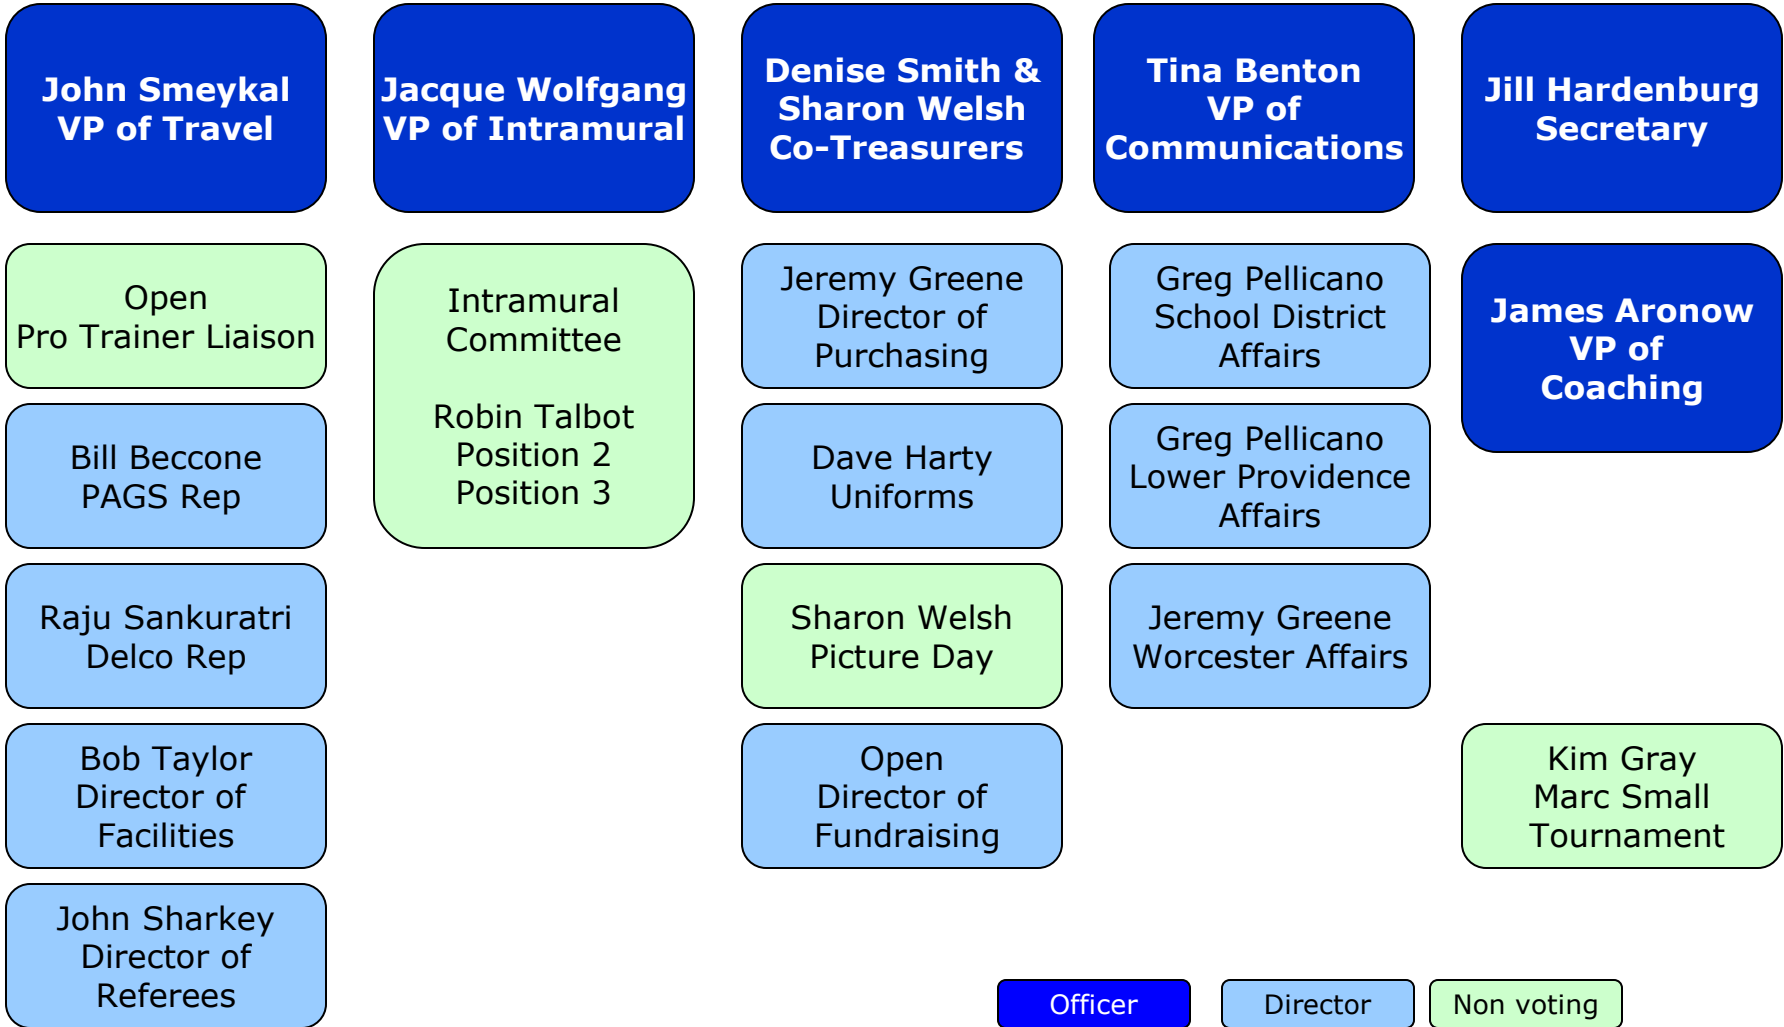 John Smeykal
VP of Travel
Jacque Wolfgang
VP of Intramural
Denise Smith &
Sharon Welsh
Co-Treasurers
Tina Benton
VP of
Communications
Jill Hardenburg
Secretary
Open
Pro Trainer Liaison
Intramural
Committee
Robin Talbot
Position 2
Position 3
Jeremy Greene
Director of
Purchasing
Greg Pellicano
School District
Affairs
James Aronow
VP of
Coaching
Bill Beccone
PAGS Rep
Dave Harty
Uniforms
Greg Pellicano
Lower Providence
Affairs
Raju Sankuratri
Delco Rep
Sharon Welsh
Picture Day
Jeremy Greene
Worcester Affairs
Bob Taylor
Director of
Facilities
Open
Director of
Fundraising
Kim Gray
Marc Small
Tournament
John Sharkey
Director of
Referees
Officer
Director
Non voting